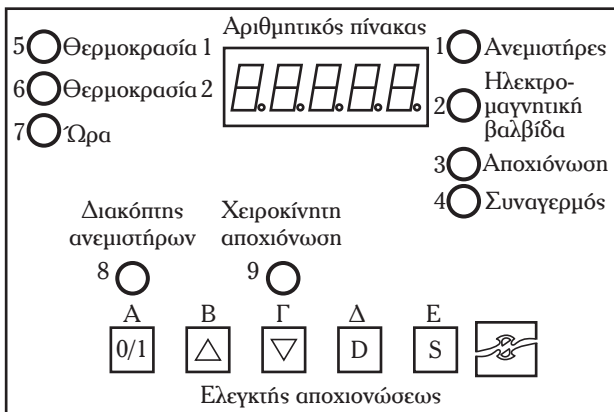 Αριθμητικός πίνακας
5 Θερμοκρασία 1
6 Θερμοκρασία 2
7 Ώρα
1 Ανεμιστήρες
2 Ηλεκτρο-
μαγνητική
βαλβίδα
3 Αποχιόνωση
4 Συναγερμός
Διακόπτης
ανεμιστήρων
8
Χειροκίνητη
αποχιόνωση
9
Α Β Γ Δ Ε
0/1 D S
Ελεγκτής αποχιονώσεως